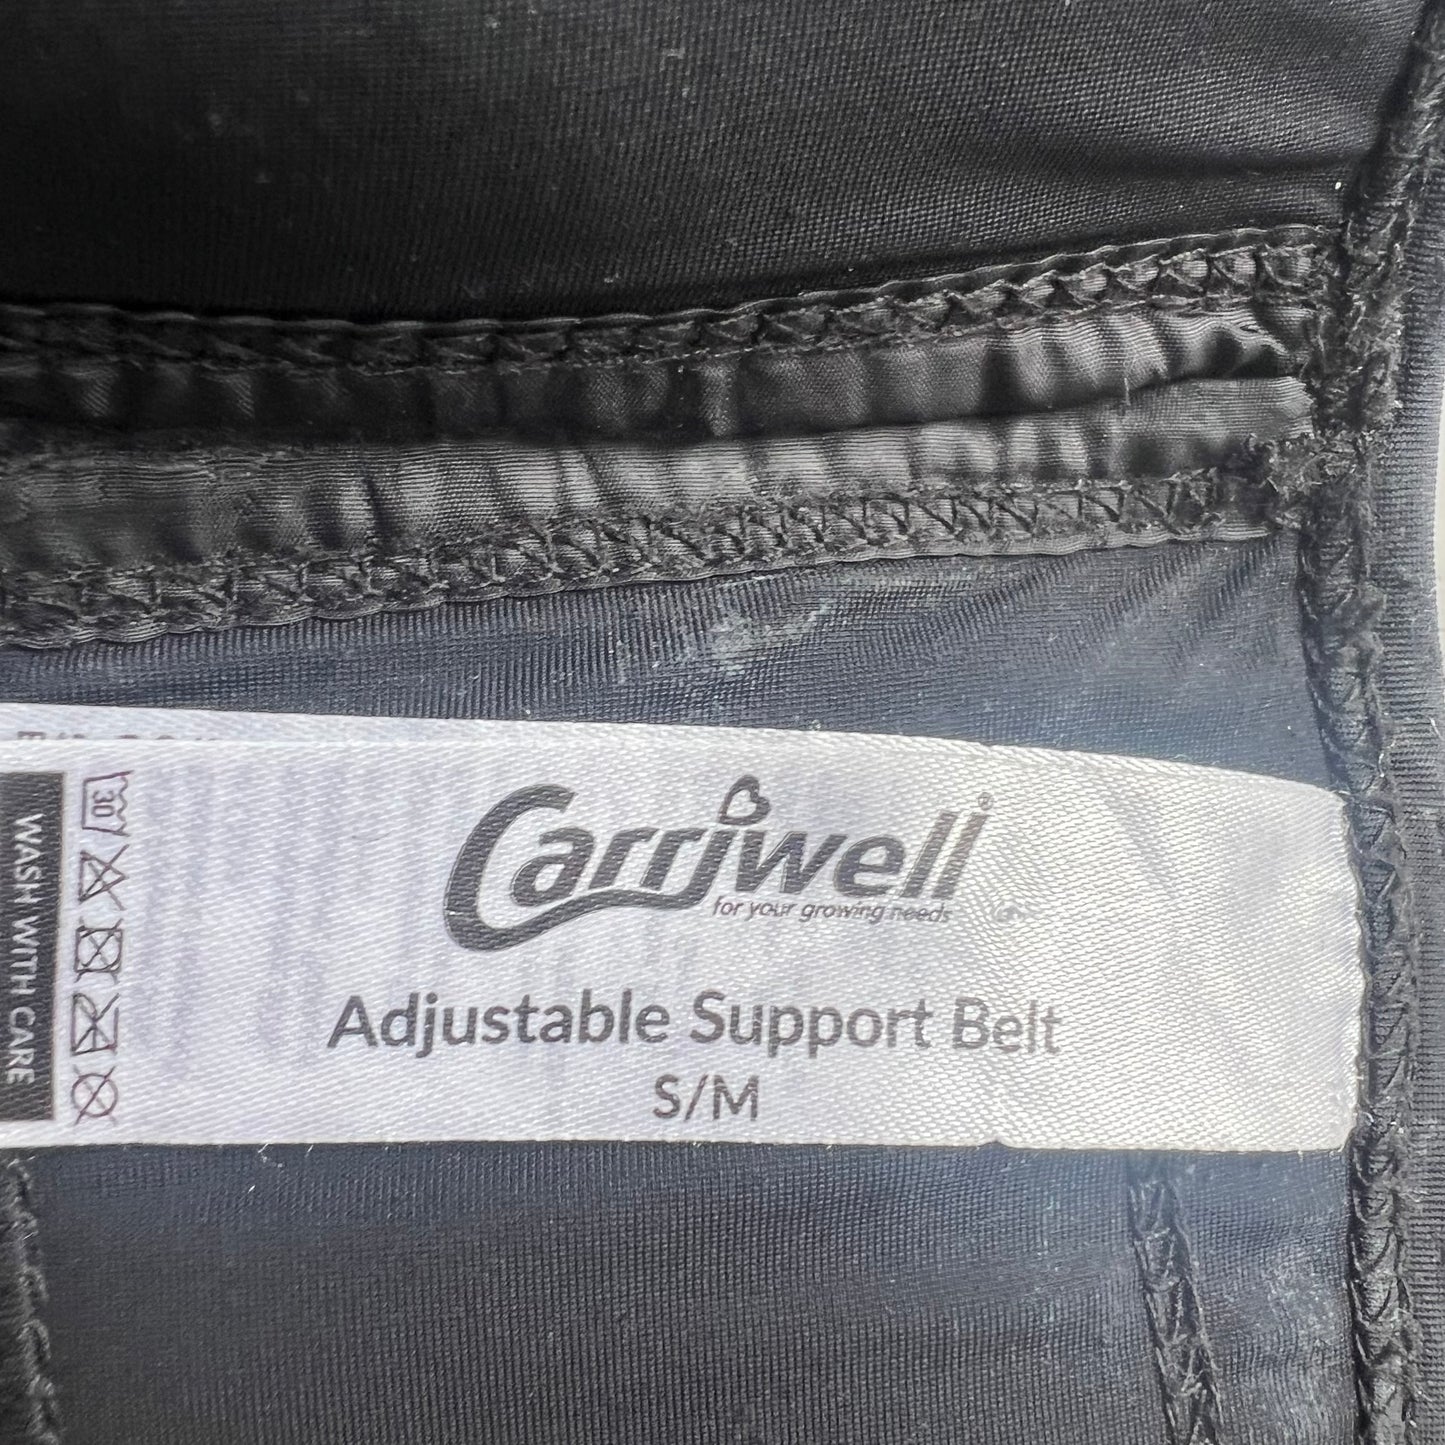 Carriwell®
for your growing needs
Adjustable Support Belt
S/M
WASH WITH CARE
30